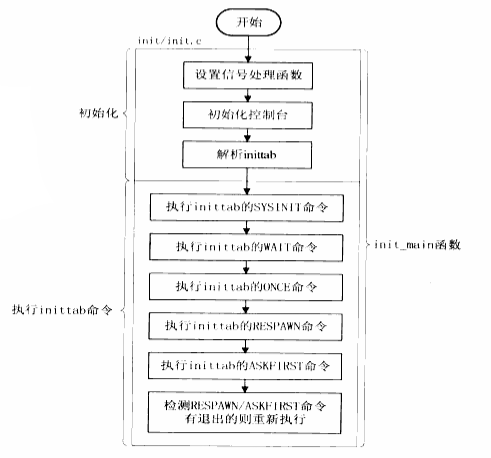 开始
init/init.c
设置信号处理函数
初始化控制台
初始化
解析inittab
执行inittab的SYSINIT命令
执行inittab的WAIT命令
init_main函数
执行inittab的ONCE命令
执行inittab命令
执行inittab的RESPAWN命令
执行inittab的ASKFIRST命令
检测RESPAWN/ASKFIRST命令
有退出的则重新执行